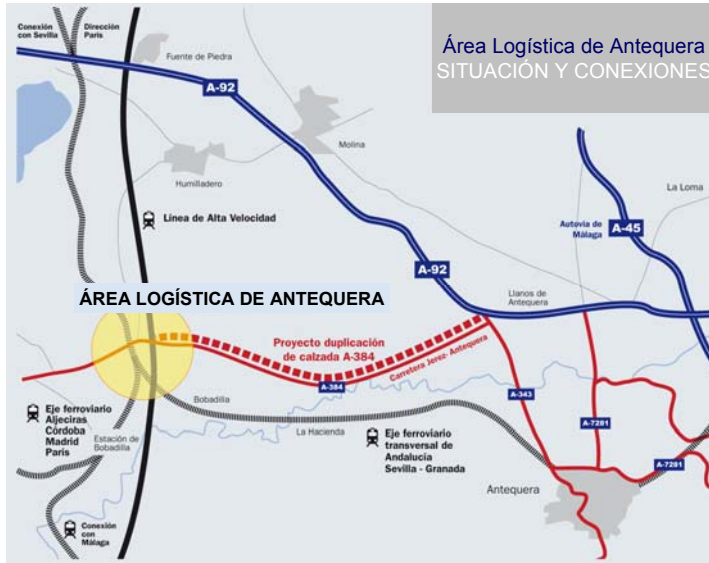 Conexión
con Sevilla
Dirección
París
Área Logística de Antequera
SITUACIÓN Y CONEXIONES
Fuente de Piedra
A-92
Molina
Humilladero
La Loma
Línea de Alta Velocidad
Autovía de
Málaga
A-45
A-92
ÁREA LOGÍSTICA DE ANTEQUERA
Llanos de
Antequera
Proyecto duplicación
de calzada A-384
Carretera Jerez- Antequera
A-384
A-343
Bobadilla
Eje ferroviario
Aljeciras
Córdoba
Madrid
París
Estación de
Bobadilla
La Hacienda
Eje ferroviario
transversal de
Andalucía
Sevilla - Granada
A-7281
A-7281
Antequera
Conexión
con
Málaga